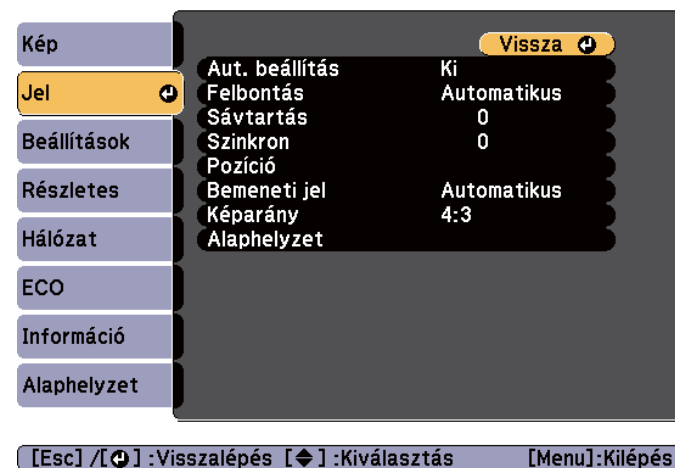 Kép
Jel
Beállítások
Részletes
Hálózat
ECO
Információ
Alaphelyzet
Vissza
Aut. beállítás Ki
Felbontás Automatikus
Sávtartás 0
Szinkron 0
Pozíció
Bemeneti jel Automatikus
Képarány 4:3
Alaphelyzet
[Esc] /[⏎] :Visszalépés [◆] :Kiválasztás [Menu]:Kilépés